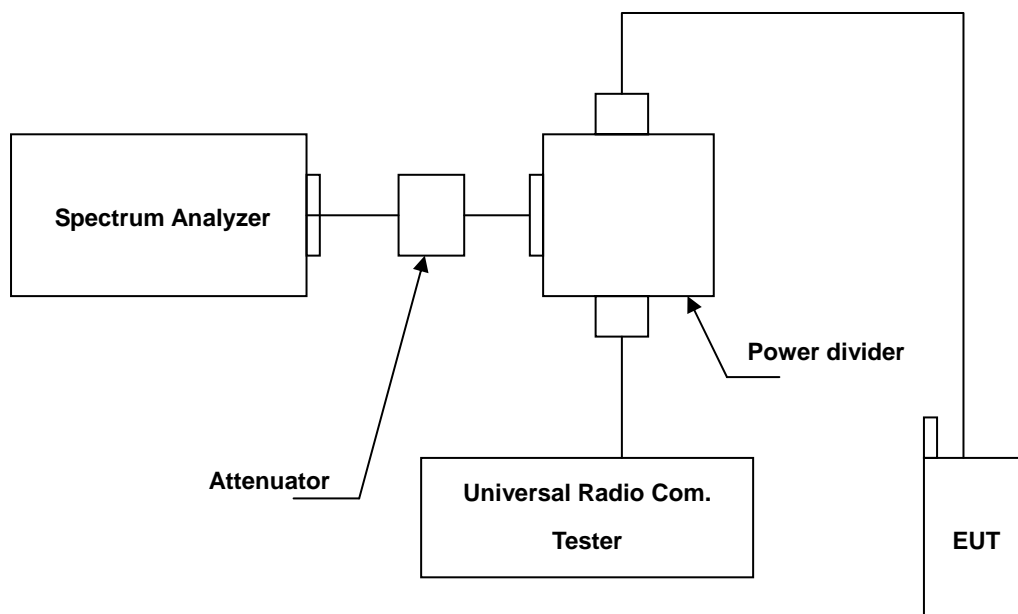 Spectrum Analyzer
Power divider
Attenuator
Universal Radio Com.
Tester
EUT